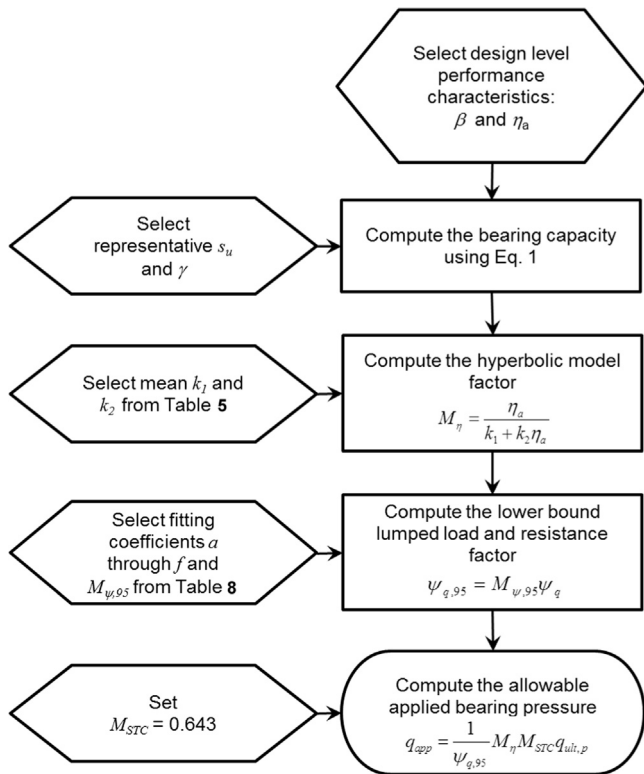 Select design level
performance
characteristics:
β and ηa
Select
representative su
and γ
Compute the bearing capacity
using Eq. 1
Select mean k1 and
k2 from Table 5
Compute the hyperbolic model
factor
Mη = ηa / (k1 + k2ηa)
Select fitting
coefficients a
through f and
Mψ,95 from Table 8
Compute the lower bound
lumped load and resistance
factor
ψq,95 = Mψ,95ψq
Set
MSTC = 0.643
Compute the allowable
applied bearing pressure
qapp = 1 / ψq,95 MηMSTCqult,p